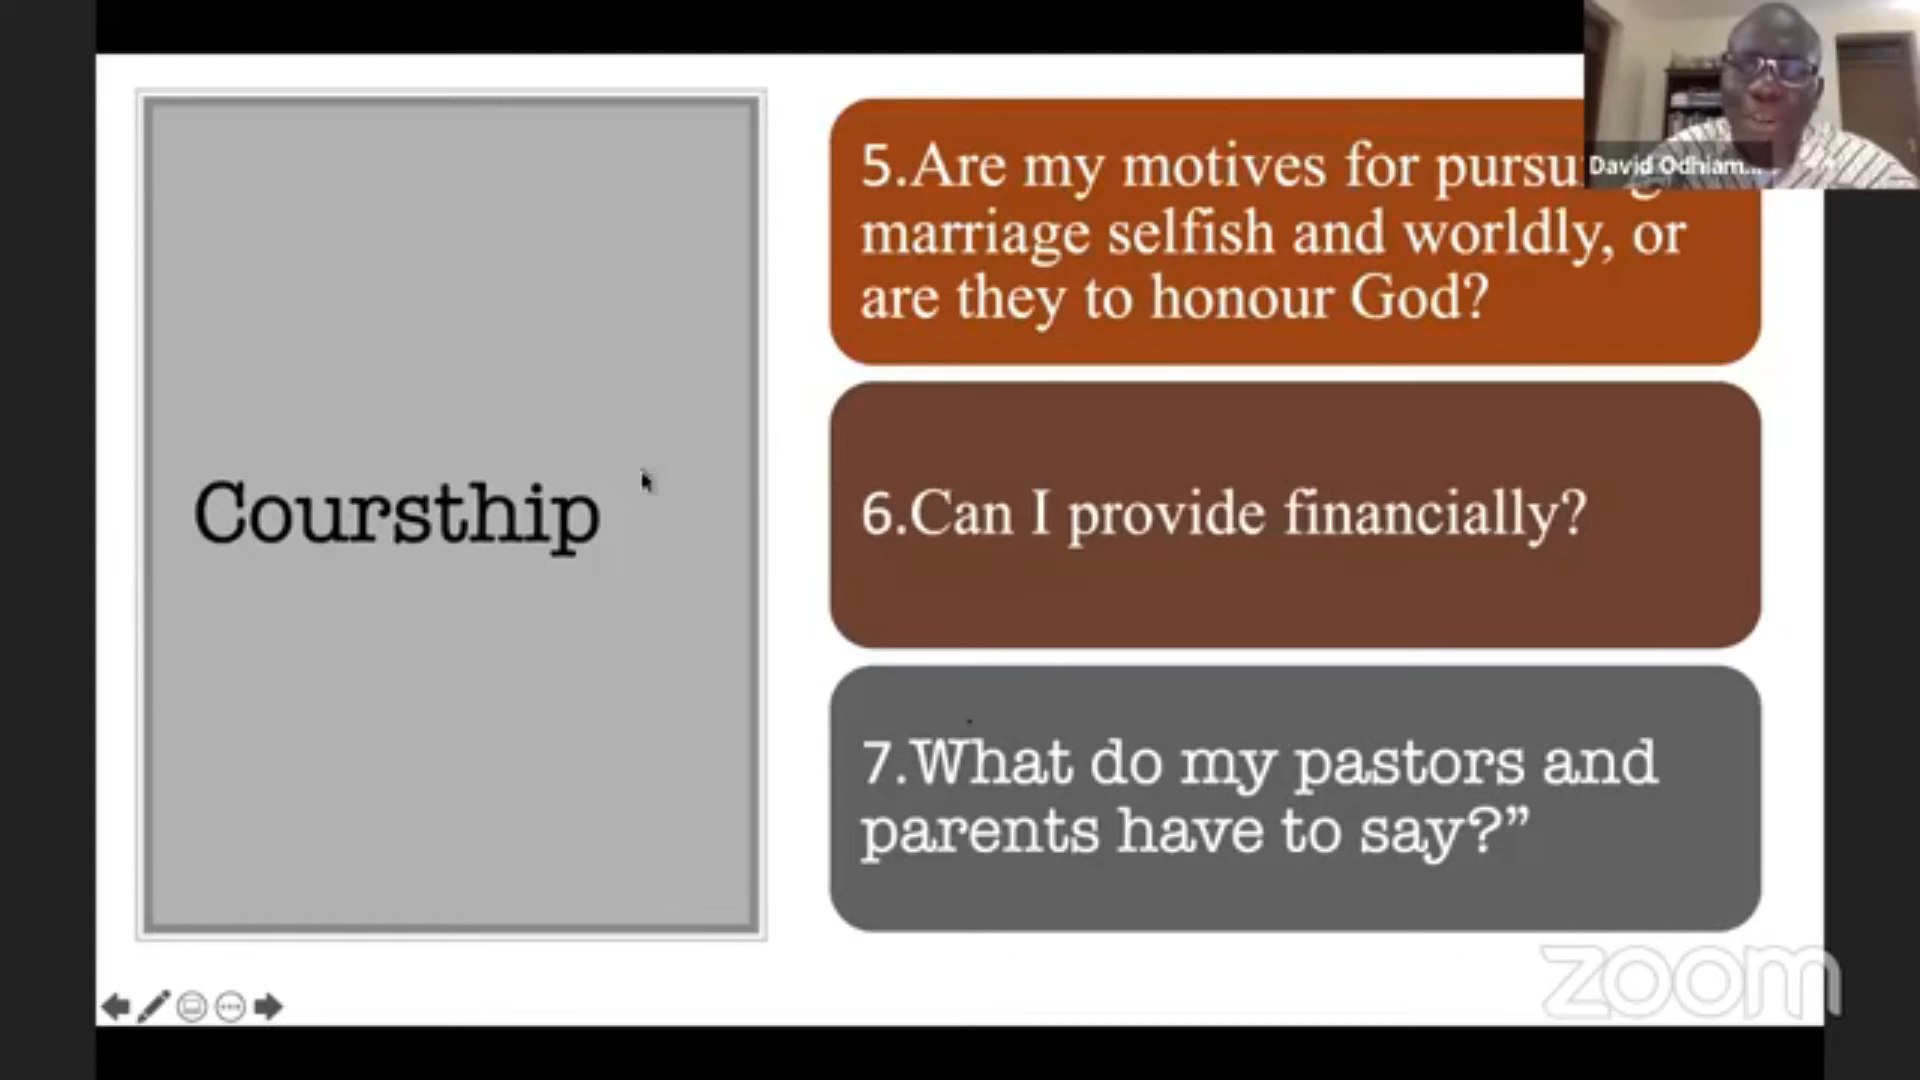 Coursthip
5.Are my motives for pursu
marriage selfish and worldly, or
are they to honour God?
6.Can I provide financially?
7.What do my pastors and
parents have to say?”
David Odhiam...
zoom